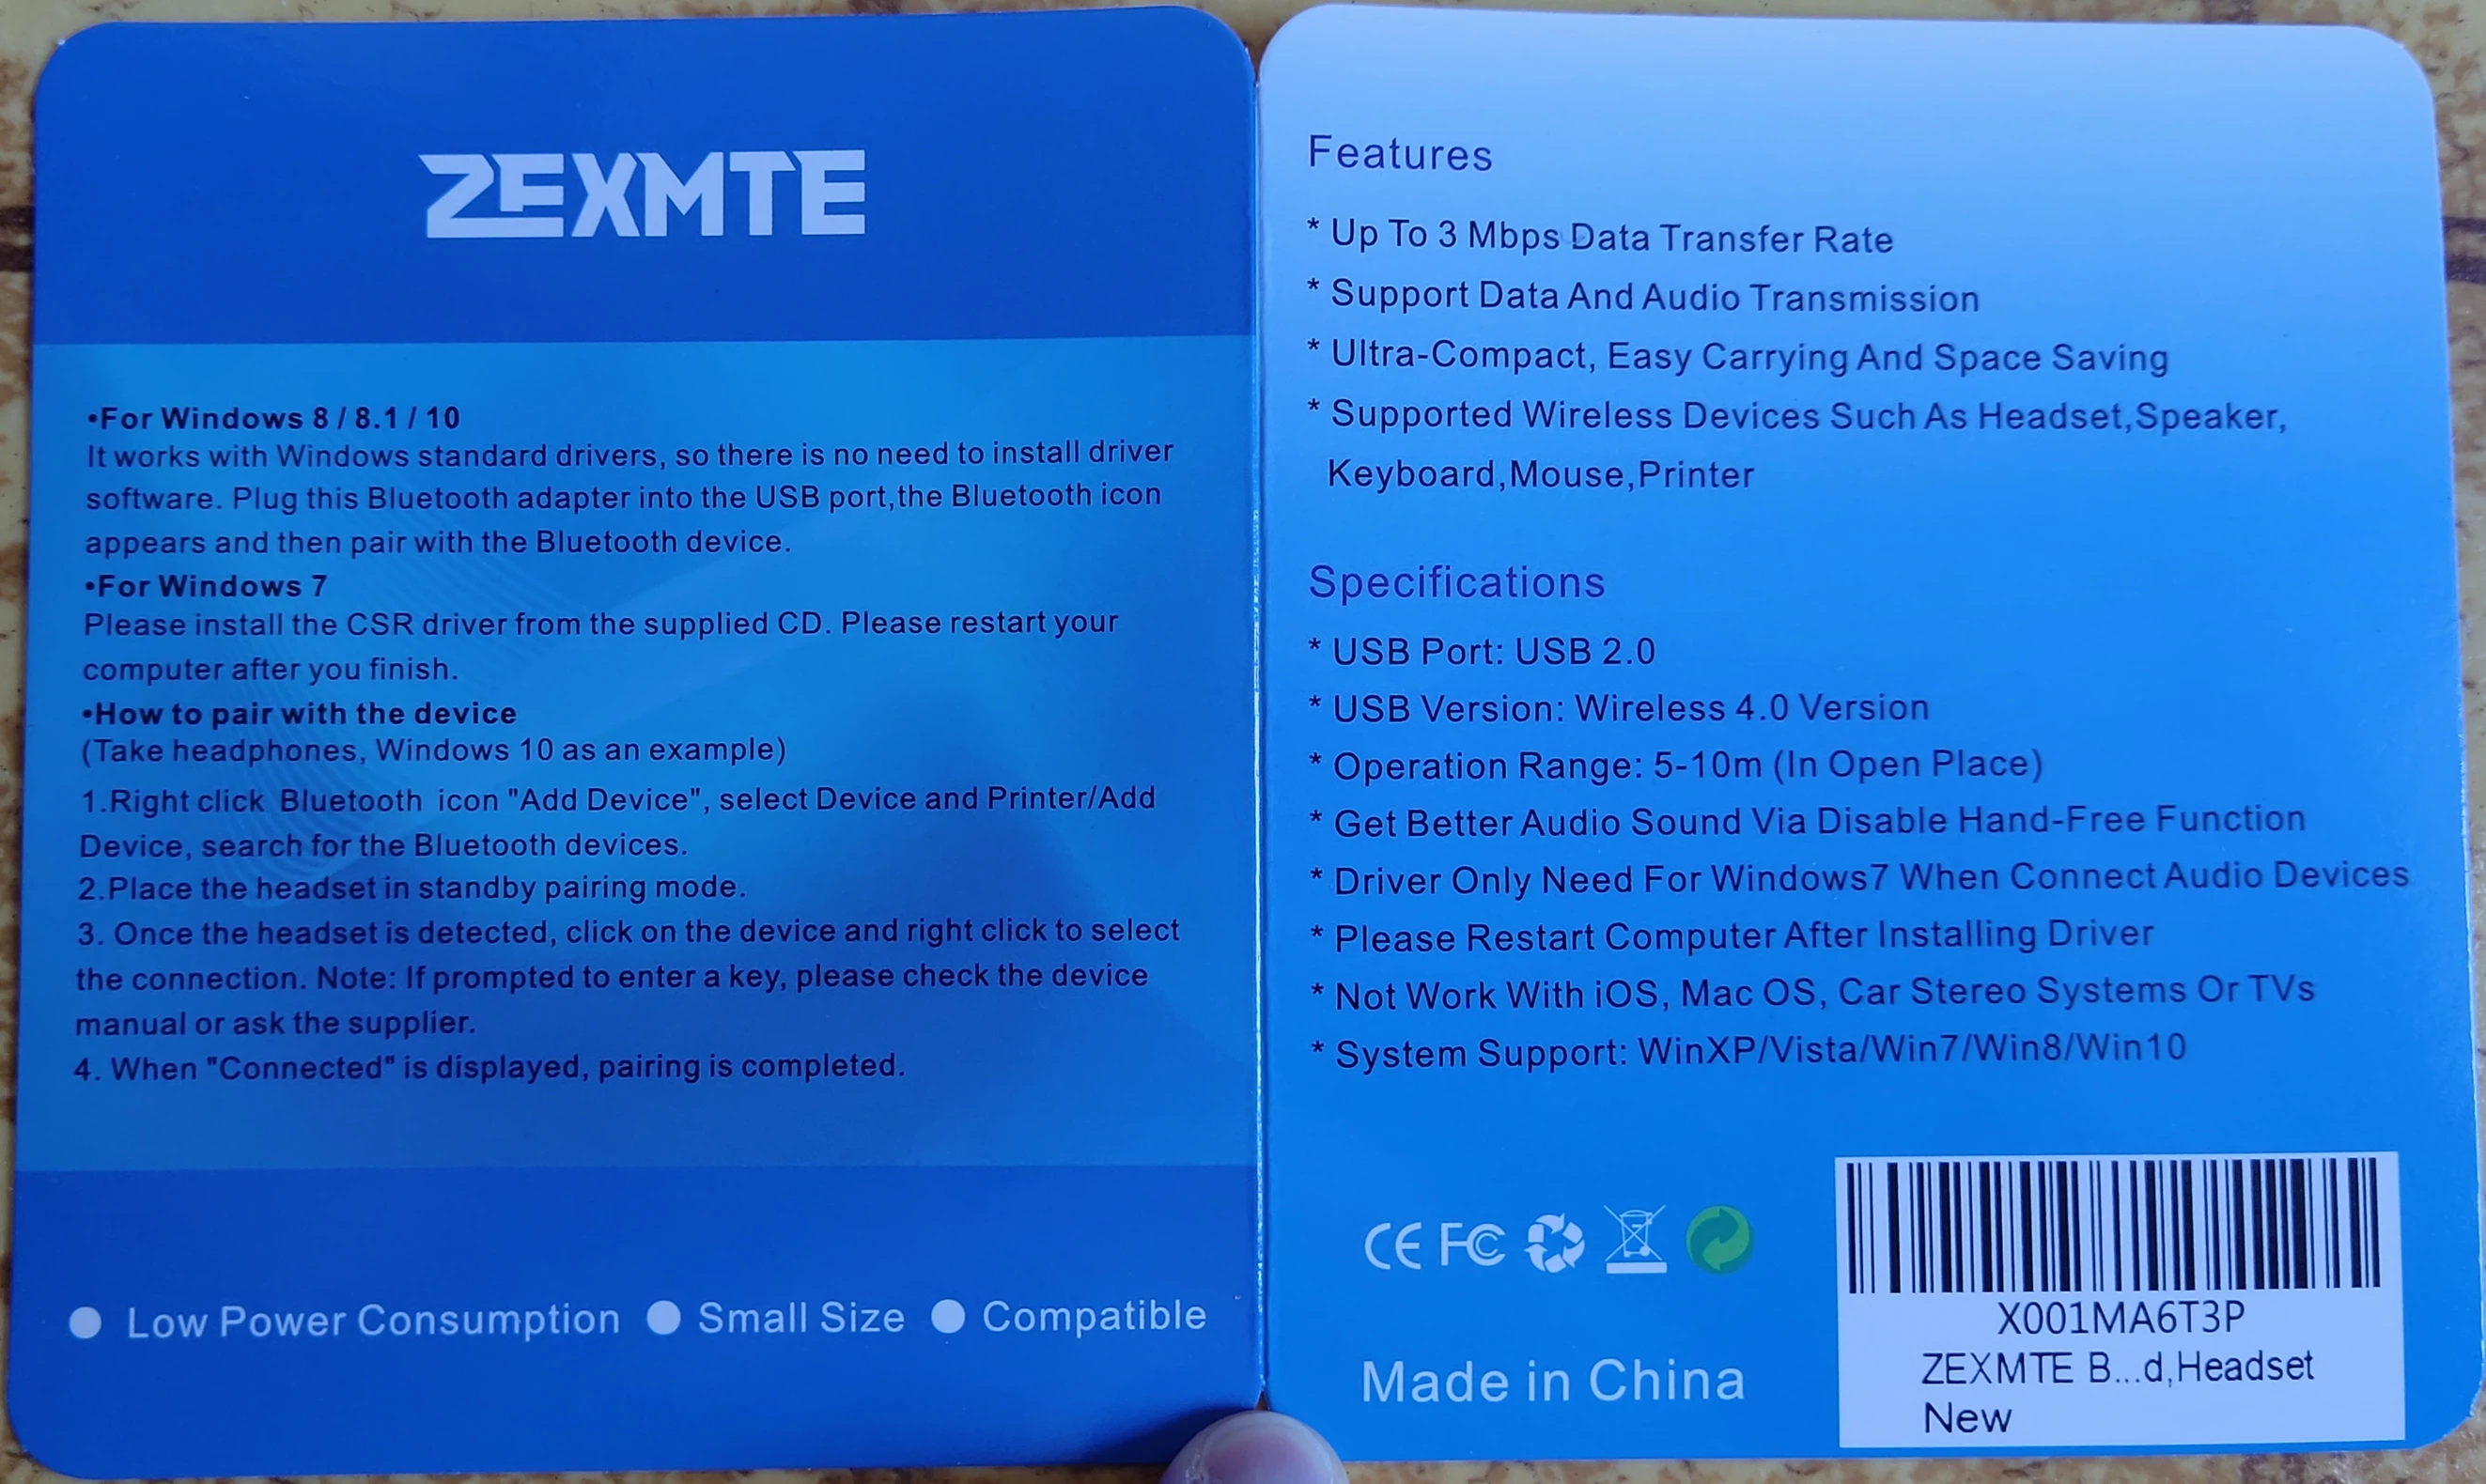 ZEXMTE
•For Windows 8 / 8.1 / 10
It works with Windows standard drivers, so there is no need to install driver
software. Plug this Bluetooth adapter into the USB port,the Bluetooth icon
appears and then pair with the Bluetooth device.
•For Windows 7
Please install the CSR driver from the supplied CD. Please restart your
computer after you finish.
•How to pair with the device
(Take headphones, Windows 10 as an example)
1.Right click Bluetooth icon "Add Device", select Device and Printer/Add
Device, search for the Bluetooth devices.
2.Place the headset in standby pairing mode.
3. Once the headset is detected, click on the device and right click to select
the connection. Note: If prompted to enter a key, please check the device
manual or ask the supplier.
4. When "Connected" is displayed, pairing is completed.
Low Power Consumption Small Size Compatible
Features
* Up To 3 Mbps Data Transfer Rate
* Support Data And Audio Transmission
* Ultra-Compact, Easy Carrying And Space Saving
* Supported Wireless Devices Such As Headset,Speaker,
Keyboard,Mouse,Printer
Specifications
* USB Port: USB 2.0
* USB Version: Wireless 4.0 Version
* Operation Range: 5-10m (In Open Place)
* Get Better Audio Sound Via Disable Hand-Free Function
* Driver Only Need For Windows7 When Connect Audio Devices
* Please Restart Computer After Installing Driver
* Not Work With iOS, Mac OS, Car Stereo Systems Or TVs
* System Support: WinXP/Vista/Win7/Win8/Win10
CE FC
Made in China
X001MA6T3P
ZEXMTE B...d,Headset
New